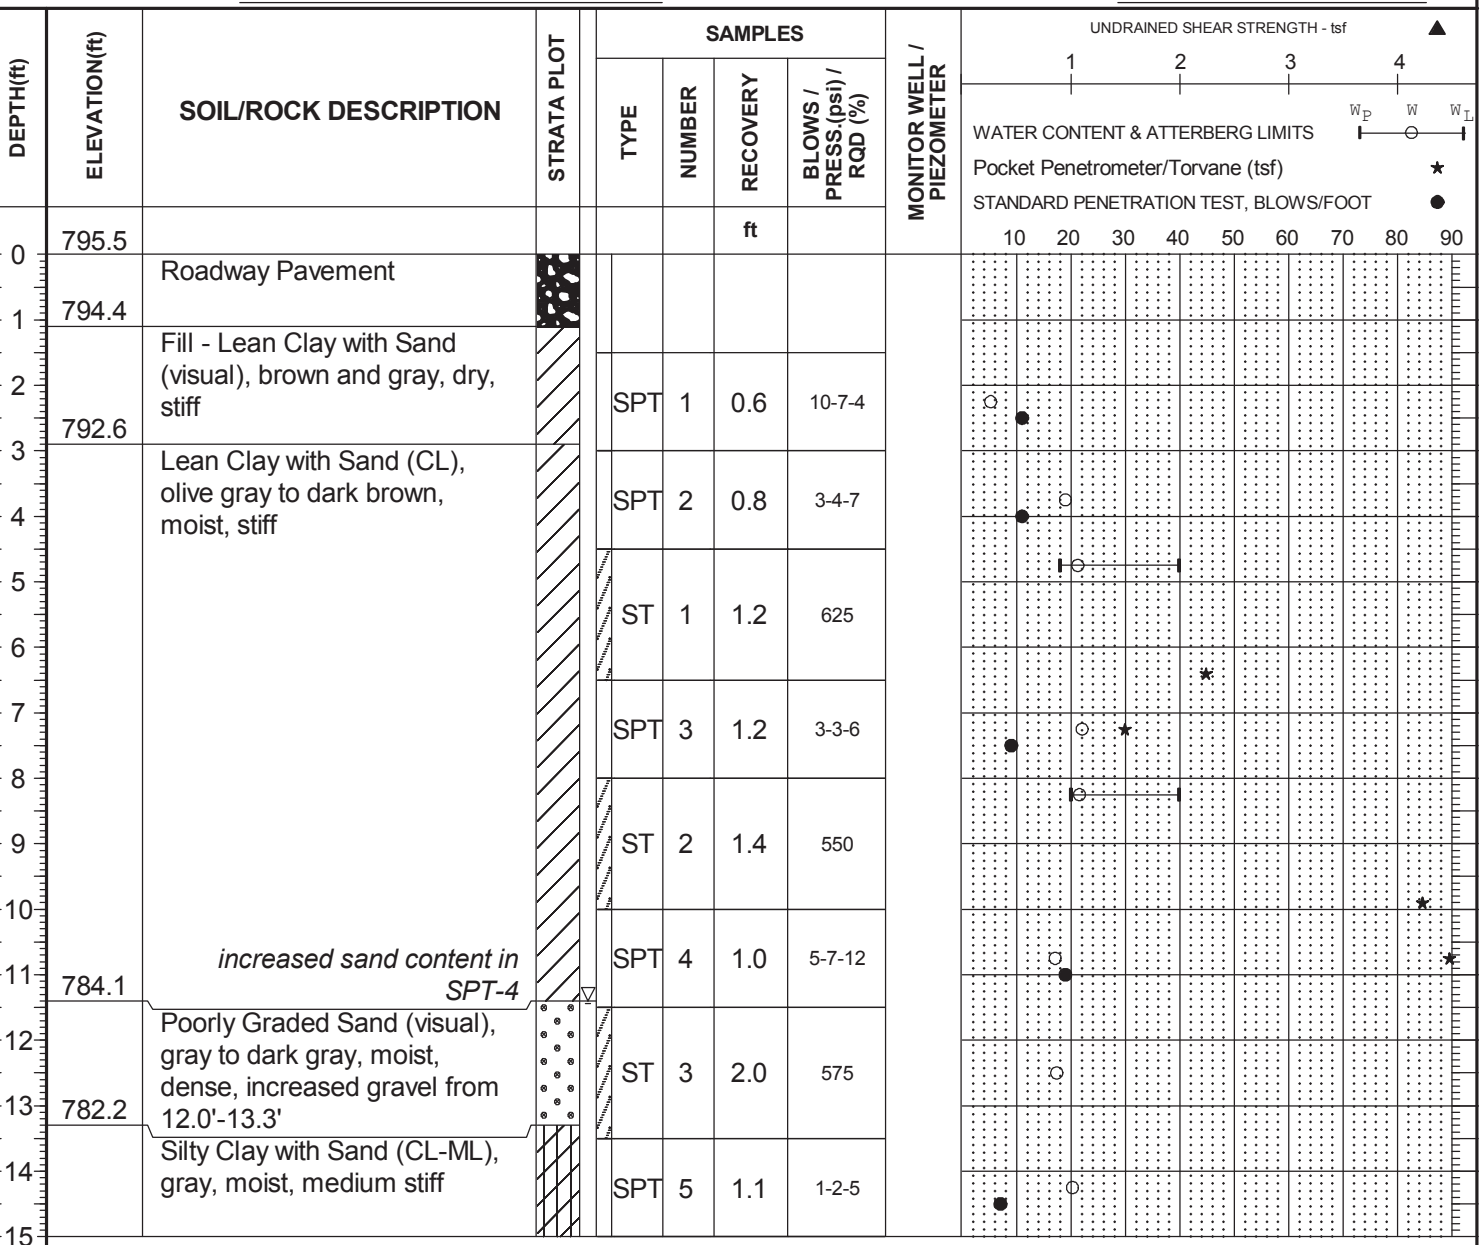 DEPTH(ft)
ELEVATION(ft)
SOIL/ROCK DESCRIPTION
STRATA PLOT
SAMPLES
TYPE
NUMBER
RECOVERY
BLOWS /
PRESS.(psi) /
RQD (%)
MONITOR WELL /
PIEZOMETER
UNDRAINED SHEAR STRENGTH - tsf
1 2 3 4
WP W WL
WATER CONTENT & ATTERBERG LIMITS
Pocket Penetrometer/Torvane (tsf)
STANDARD PENETRATION TEST, BLOWS/FOOT
ft
10 20 30 40 50 60 70 80 90
795.5
0
Roadway Pavement
794.4
1
Fill - Lean Clay with Sand
(visual), brown and gray, dry,
stiff
2
SPT 1 0.6 10-7-4
792.6
3
Lean Clay with Sand (CL),
olive gray to dark brown,
moist, stiff
SPT 2 0.8 3-4-7
4
5
ST 1 1.2 625
6
7
SPT 3 1.2 3-3-6
8
9
ST 2 1.4 550
10
increased sand content in
SPT-4
SPT 4 1.0 5-7-12
11
784.1
Poorly Graded Sand (visual),
gray to dark gray, moist,
dense, increased gravel from
12.0'-13.3'
12
ST 3 2.0 575
13
782.2
Silty Clay with Sand (CL-ML),
gray, moist, medium stiff
14
SPT 5 1.1 1-2-5
15